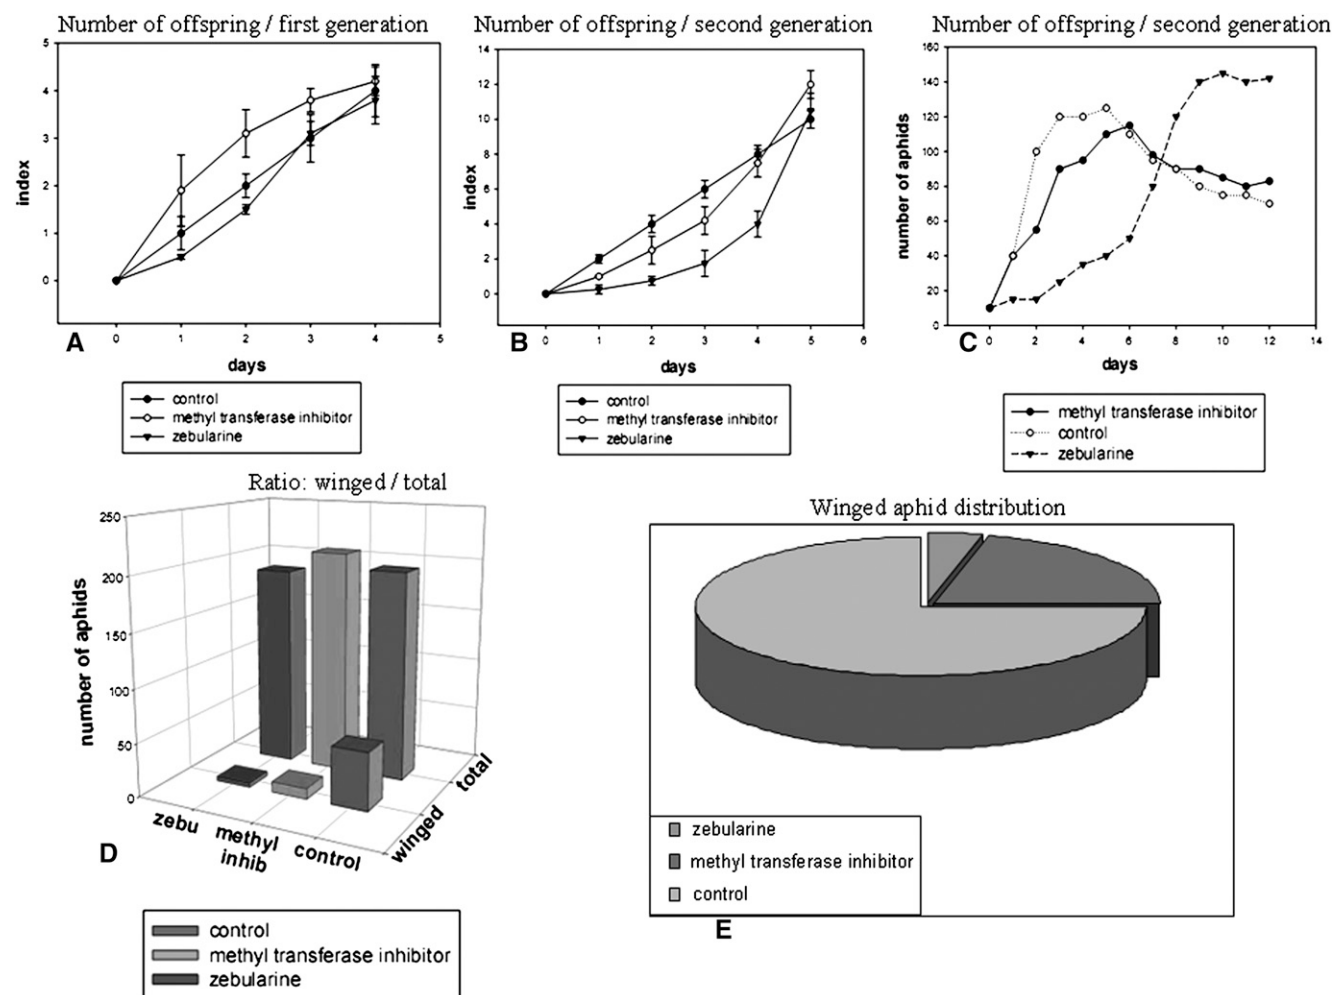 Number of offspring / first generation
5
4
3
2
1
0
index
0 1 2 3 4 5
A
days
control
methyl transferase inhibitor
zebularine
Number of offspring / second generation
14
12
10
8
6
4
2
0
index
0 1 2 3 4 5 6
B
days
control
methyl transferase inhibitor
zebularine
Number of offspring / second generation
160
140
120
100
80
60
40
20
0
number of aphids
0 2 4 6 8 10 12 14
C
days
methyl transferase inhibitor
control
zebularine
Ratio: winged / total
250
200
150
100
50
0
number of aphids
zebu
methyl
inhib
control
winged
total
D
control
methyl transferase inhibitor
zebularine
Winged aphid distribution
zebularine
methyl transferase inhibitor
control
E